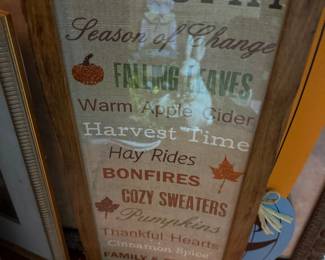 Season of Change
FALLING LEAVES
Warm Apple Cider
Harvest Time
Hay Rides
BONFIRES
COZY SWEATERS
Pumpkins
Thankful Hearts
Cinnamon Spice
FAMILY